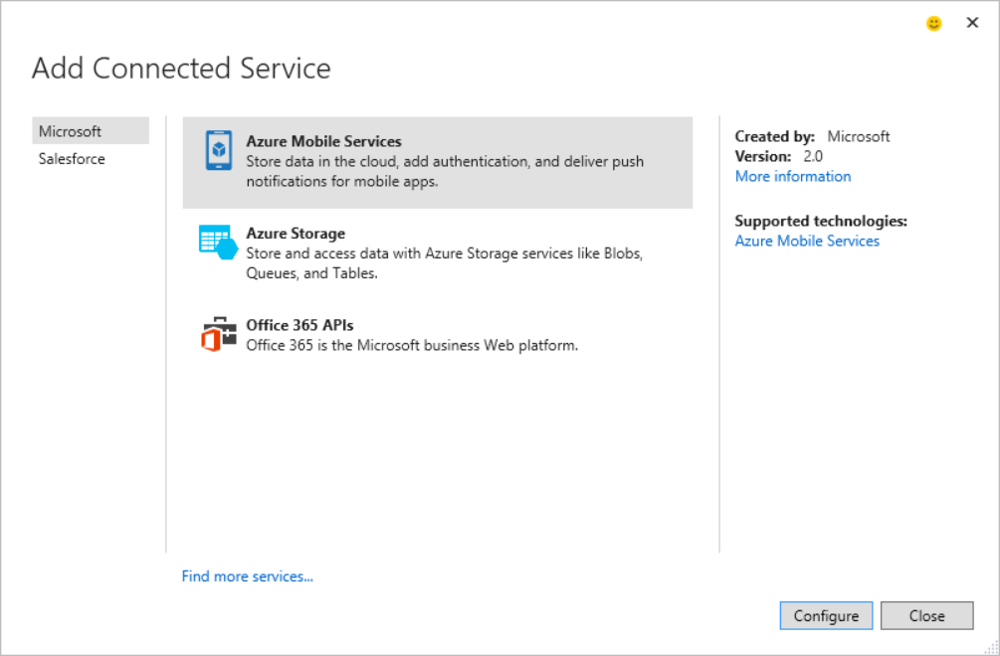 Add Connected Service
Microsoft
Salesforce
Azure Mobile Services
Store data in the cloud, add authentication, and deliver push
notifications for mobile apps.
Azure Storage
Store and access data with Azure Storage services like Blobs,
Queues, and Tables.
Office 365 APIs
Office 365 is the Microsoft business Web platform.
Created by: Microsoft
Version: 2.0
More information
Supported technologies:
Azure Mobile Services
Find more services...
Configure
Close